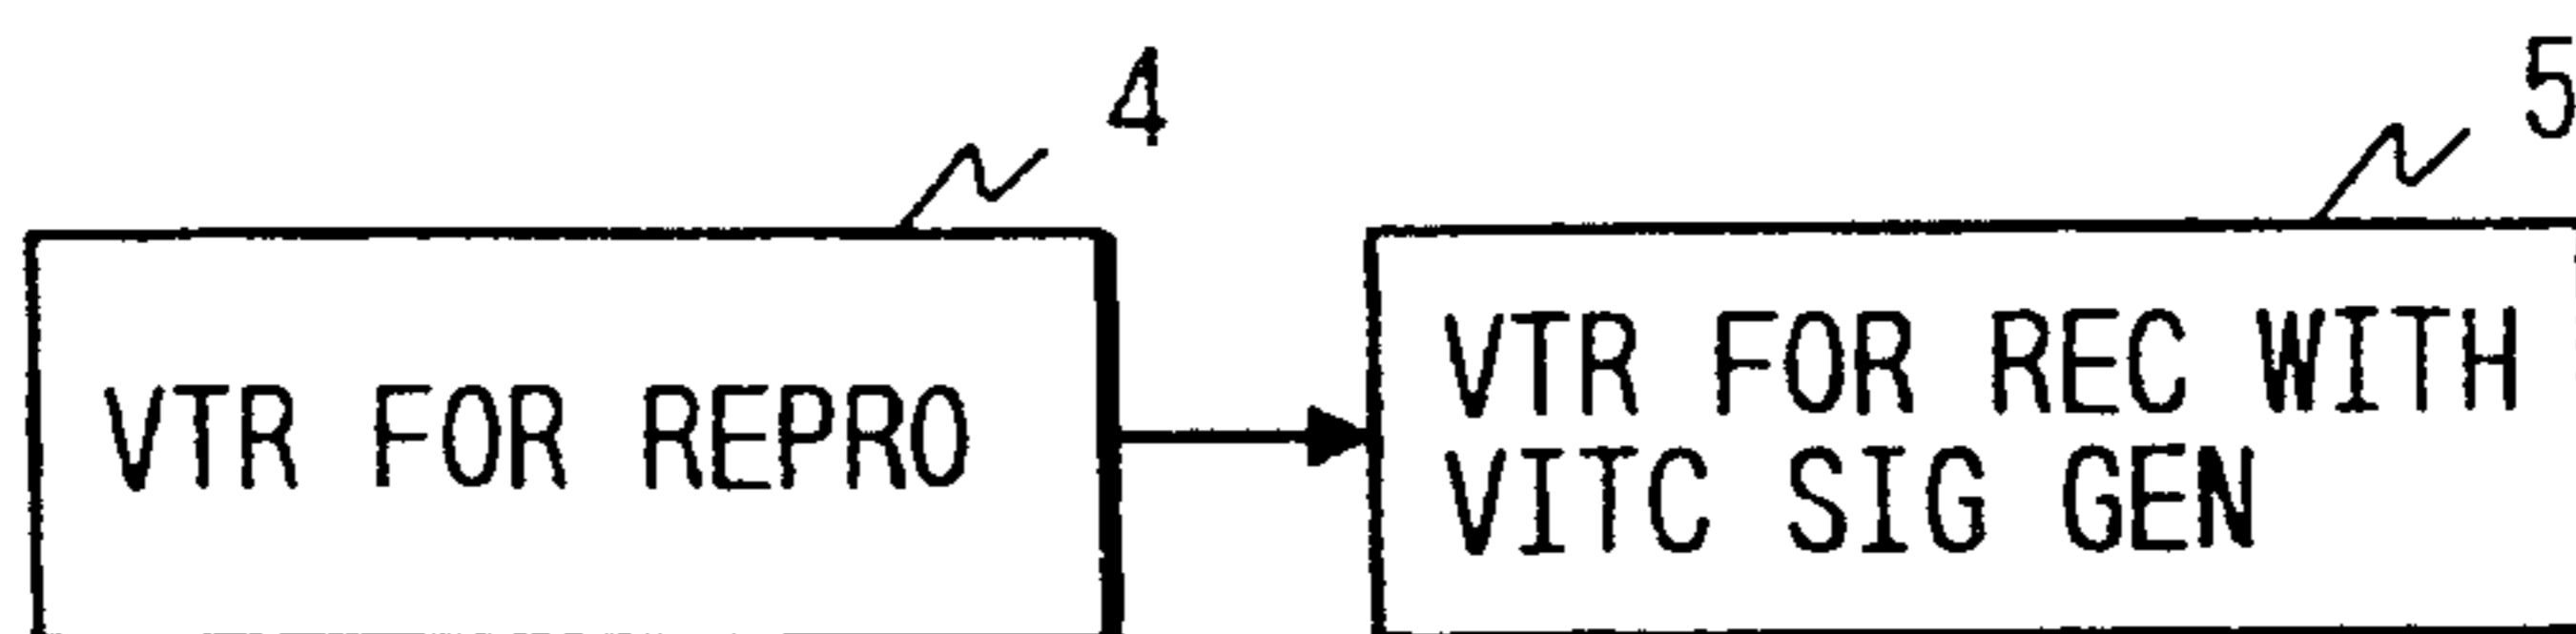 4
5
VTR FOR REPRO
VTR FOR REC WITH
VITC SIG GEN